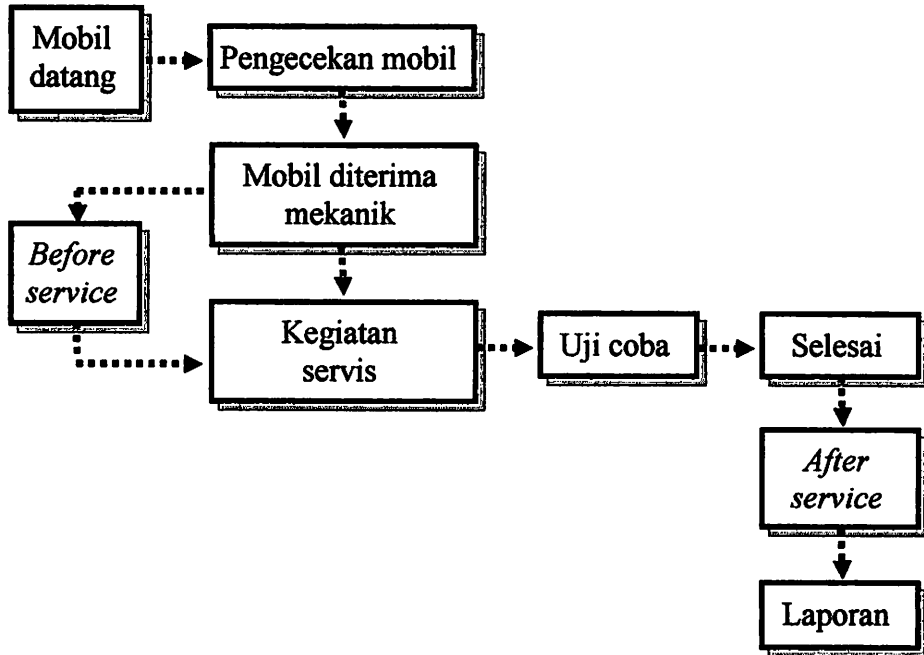 Mobil
datang
Pengecekan mobil
Mobil diterima
mekanik
Before
service
Kegiatan
servis
Uji coba
Selesai
After
service
Laporan